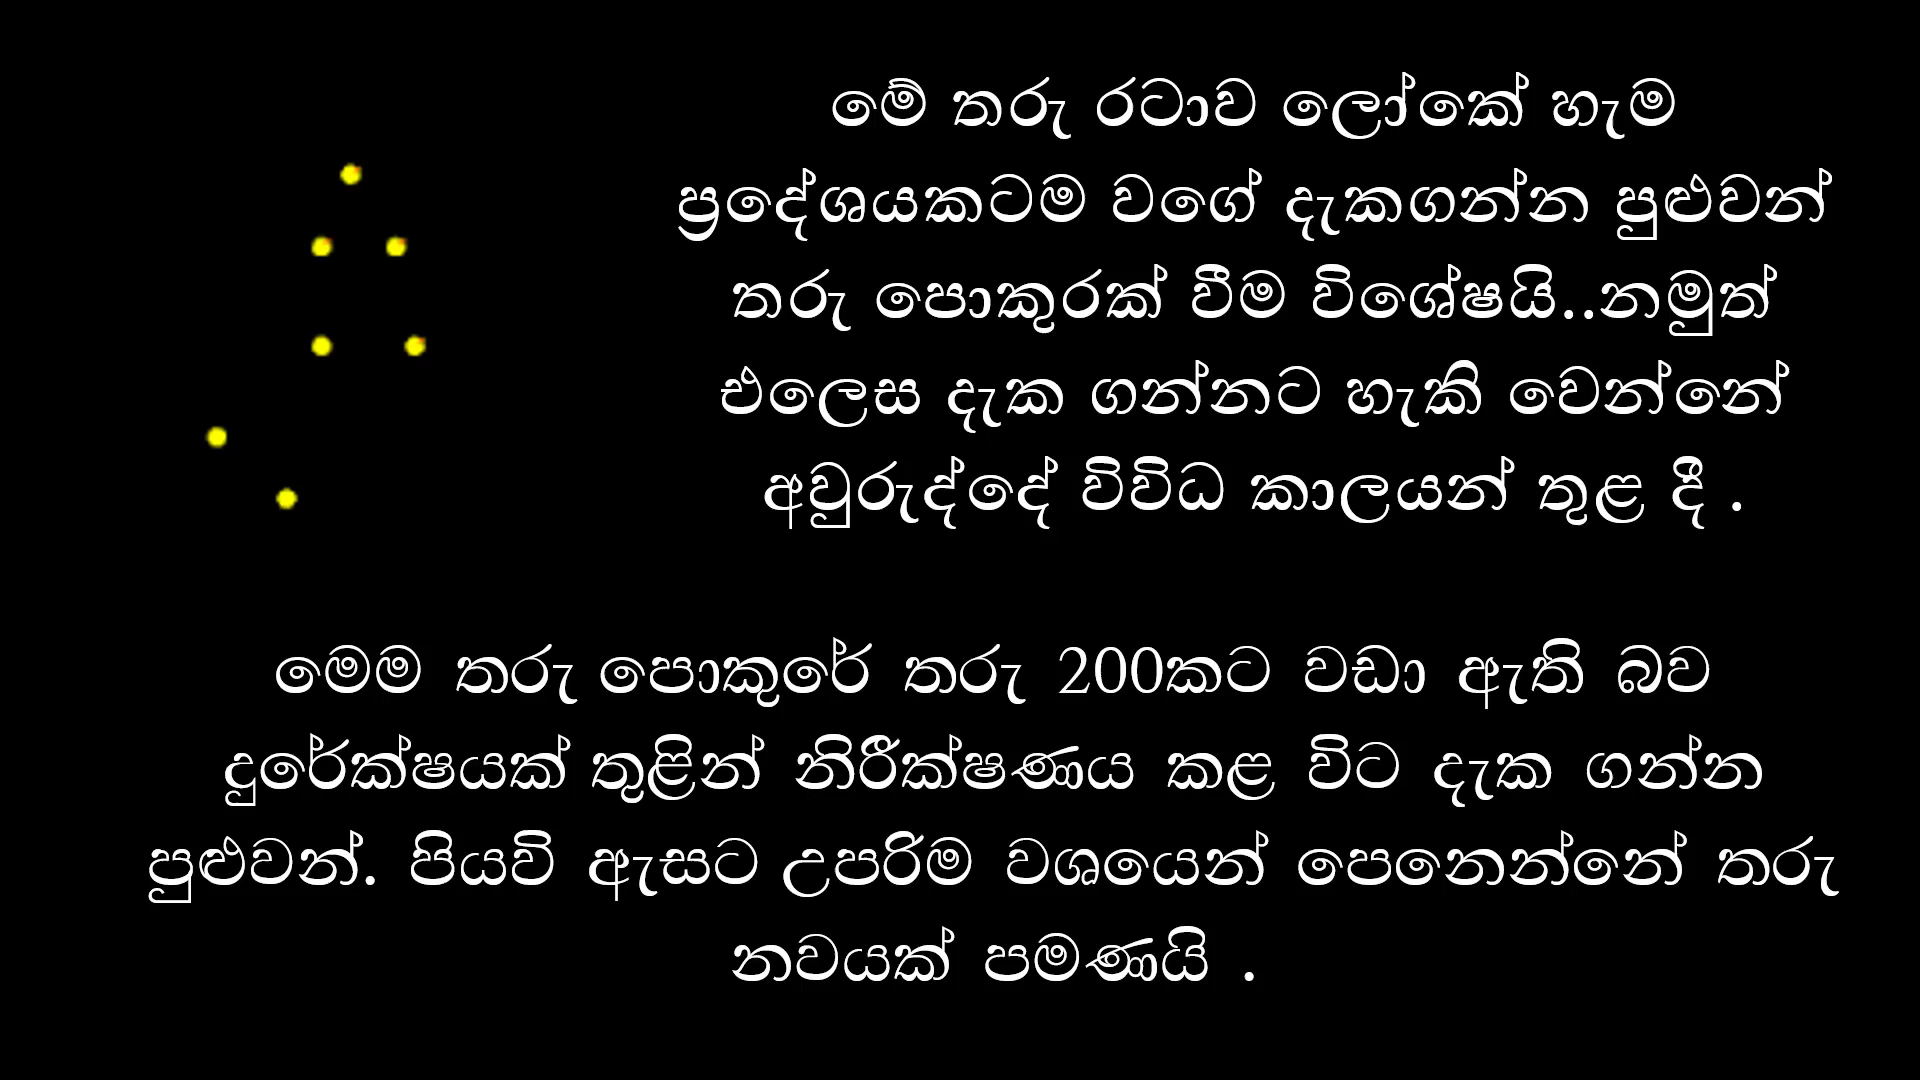 මේ තරු රටාව ලෝකේ හැම
ප්‍රදේශයකටම වගේ දැකගන්න පුළුවන්
තරු පොකුරක් වීම විශේෂයි..නමුත්
එලෙස දැක ගන්නට හැකි වෙන්නේ
අවුරුද්දේ විවිධ කාලයන් තුළ දී .
මෙම තරු පොකුරේ තරු 200කට වඩා ඇති බව
දුරේක්ෂයක් තුළින් නිරීක්ෂණය කළ විට දැක ගන්න
පුළුවන්. පියවි ඇසට උපරිම වශයෙන් පෙනෙන්නේ තරු
නවයක් පමණයි .